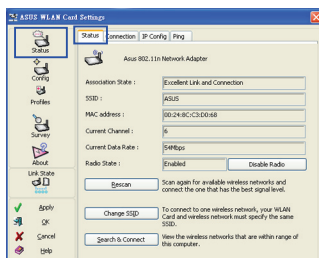 ASUS WLAN Card Settings
Status
Config
Profiles
Survey
About
Link State
Apply
OK
Cancel
Help
Status Connection IP Config Ping
Asus 802.11n Network Adapter
Association State : Excellent Link and Connection
SSID : ASUS
MAC address : 00:24:8C:C3:D0:68
Current Channel : 6
Current Data Rate : 54Mbps
Radio State : Enabled Disable Radio
Rescan
Scan again for available wireless networks and
connect the one that has the best signal level.
Change SSID
To connect to one wireless network, your WLAN
Card and wireless network must specify the same
SSID.
Search & Connect
View the wireless networks that are within range of
this computer.